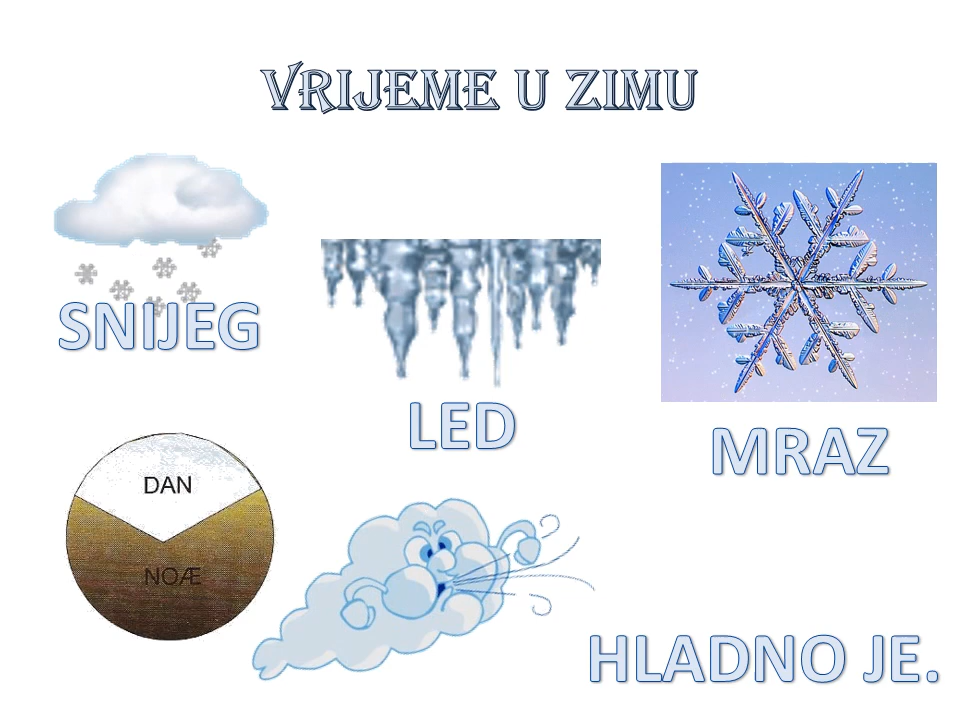 VRIJEME U ZIMU
SNIJEG
LED
MRAZ
DAN
NOÆ
HLADNO JE.